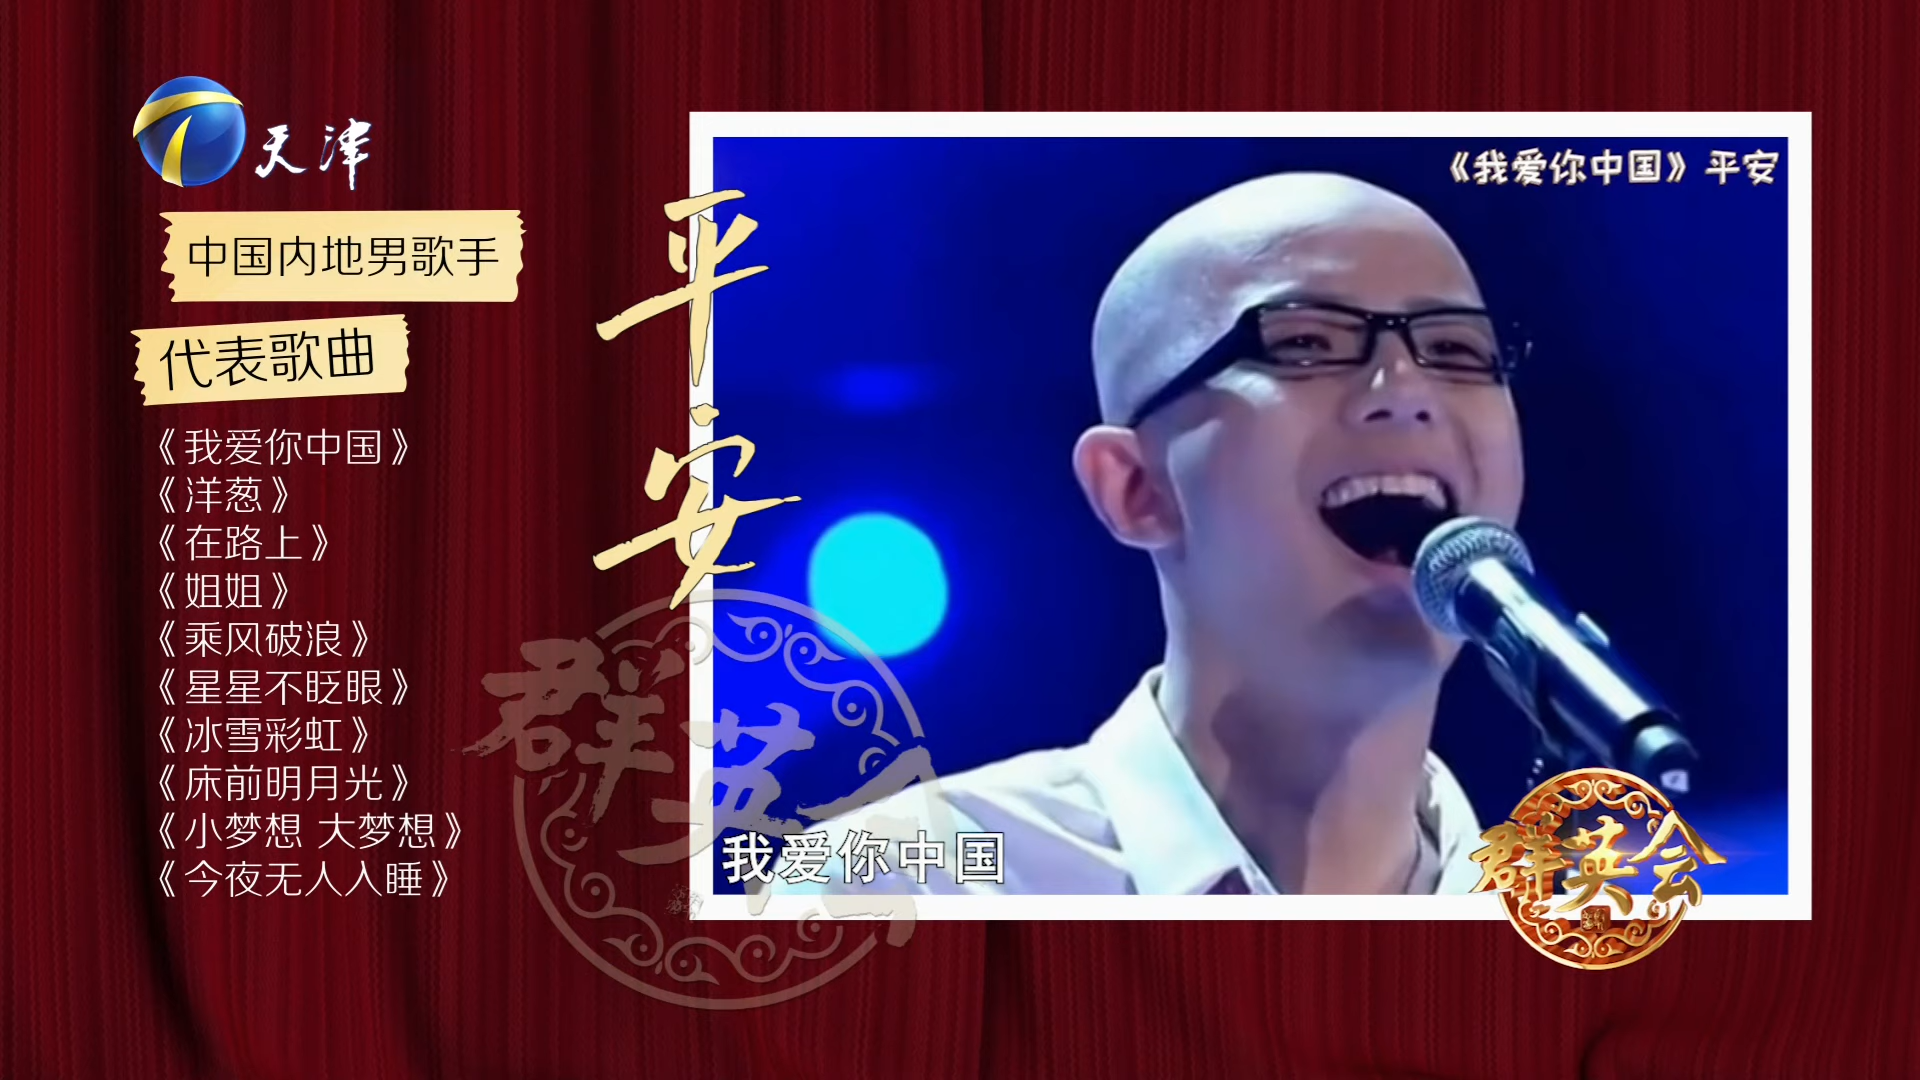 天津
中国内地男歌手
代表歌曲
《我爱你中国》
《洋葱》
《在路上》
《姐姐》
《乘风破浪》
《星星不眨眼》
《冰雪彩虹》
《床前明月光》
《小梦想 大梦想》
《今夜无人入睡》
平安
群英会
《我爱你中国》平安
我爱你中国
群英会